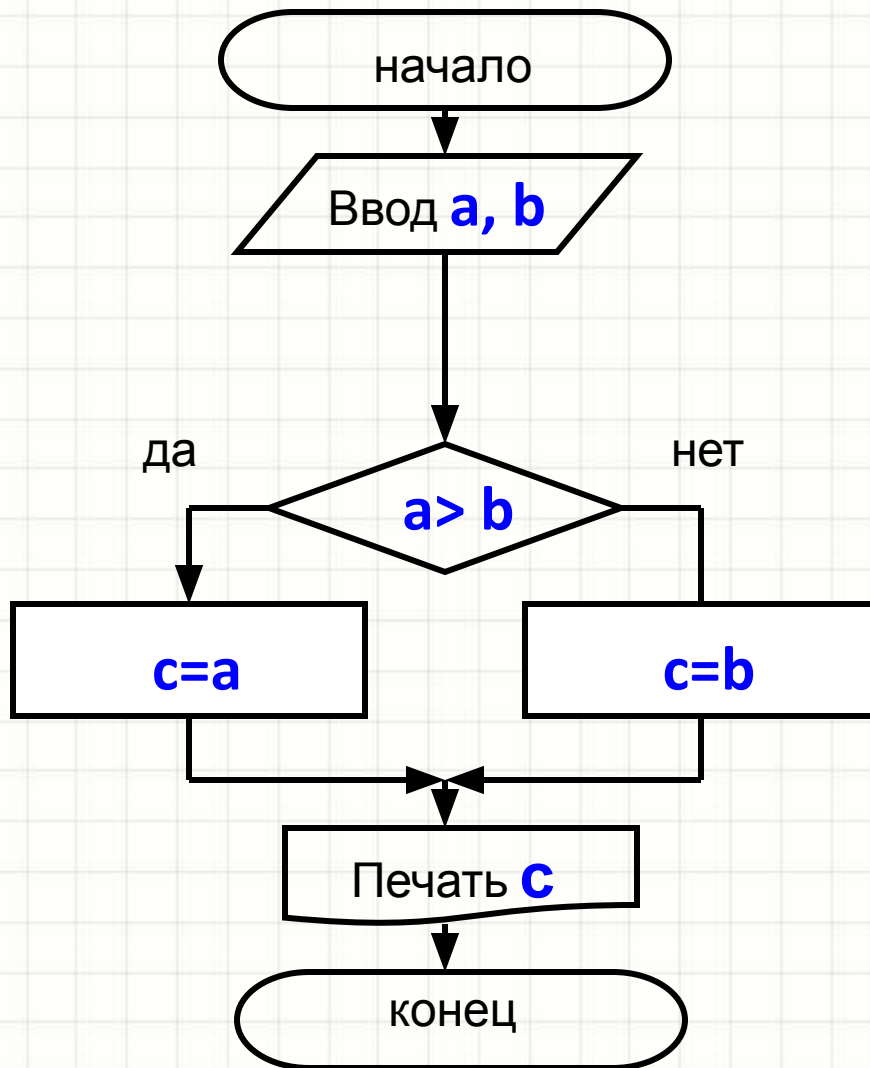 начало
Ввод a, b
да
нет
a> b
c=a
c=b
Печать c
конец